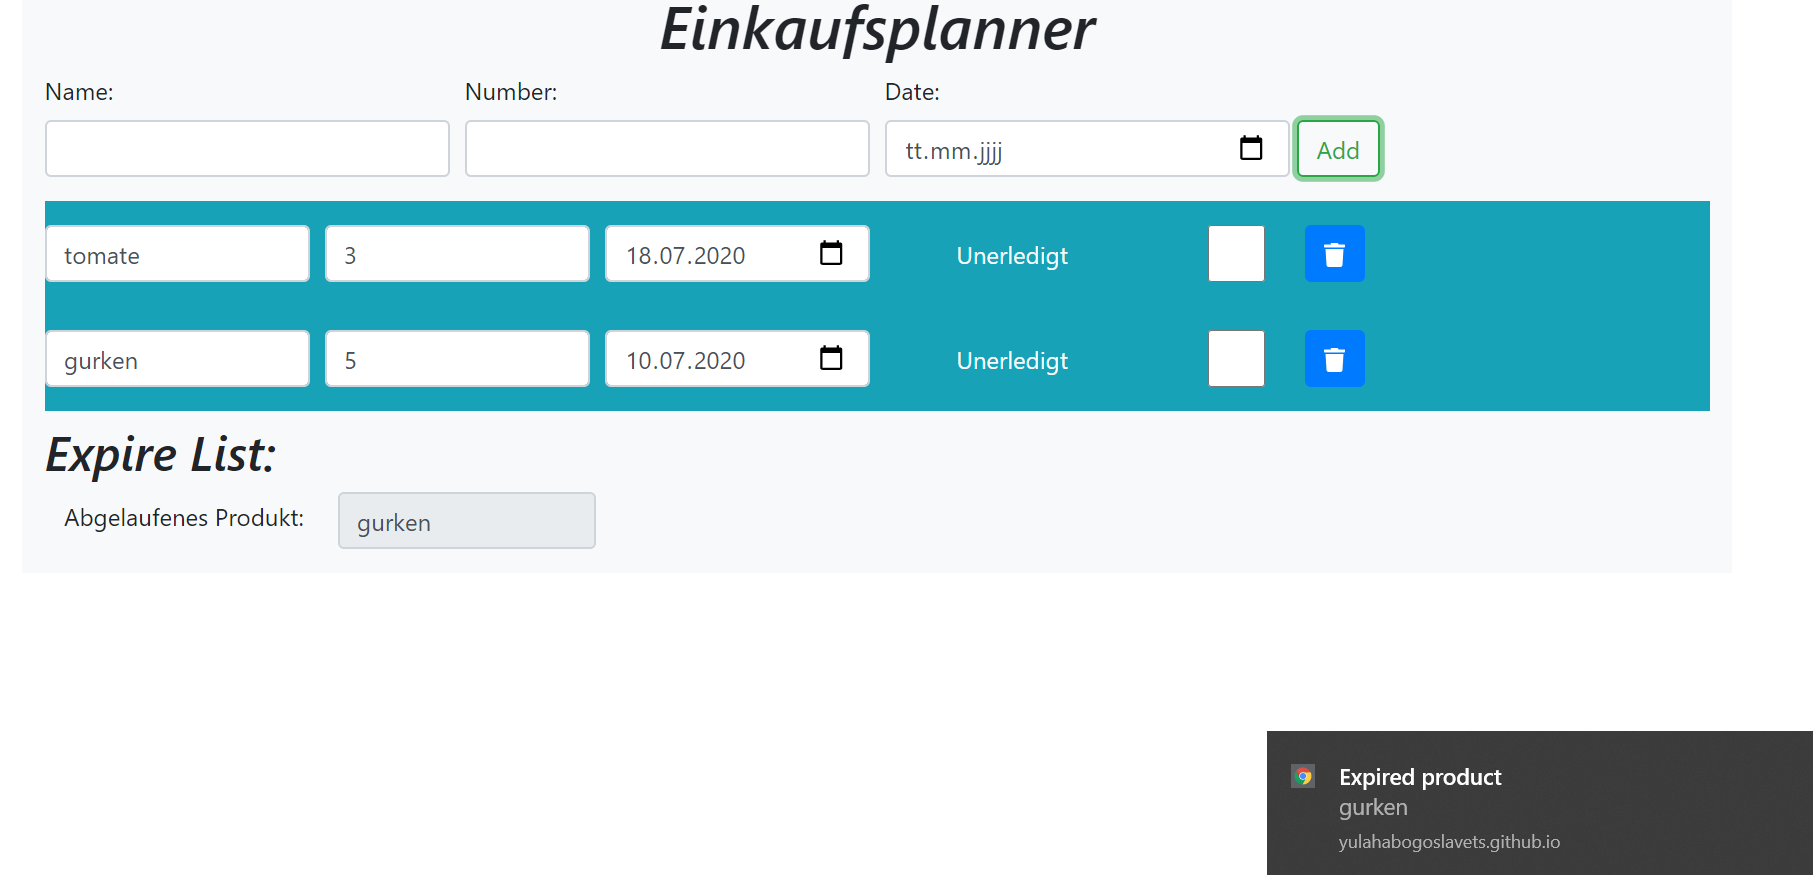 Einkaufsplanner
Name: Number: Date:
tt.mm.jjjj Add
tomate 3 18.07.2020 Unerledigt
gurken 5 10.07.2020 Unerledigt
Expire List:
Abgelaufenes Produkt: gurken
Expired product
gurken
yulahabogoslavets.github.io